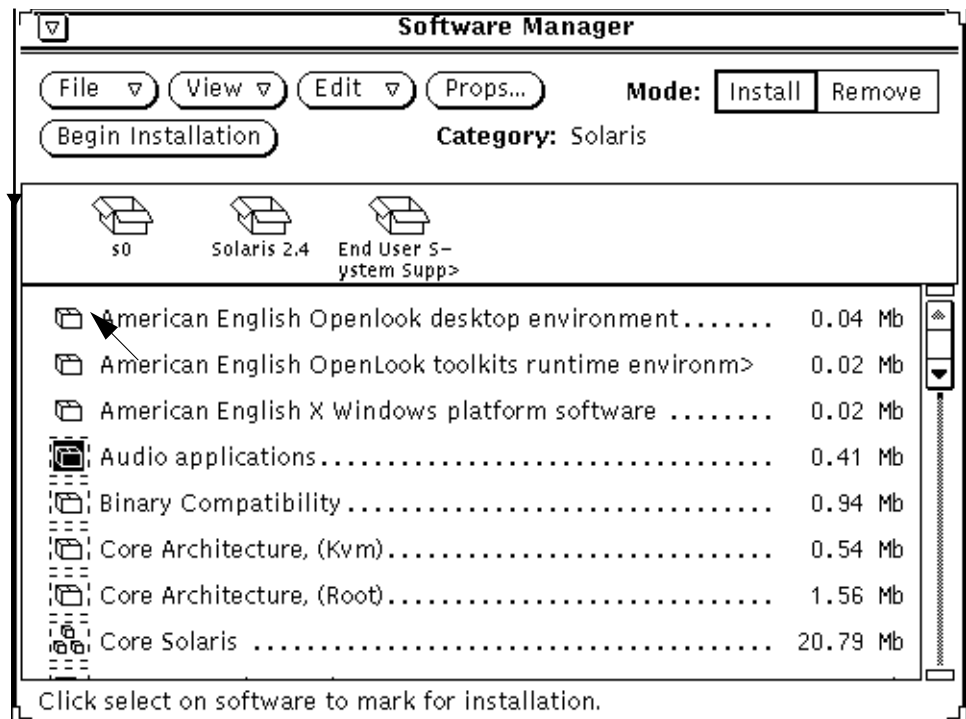 Software Manager
File View Edit Props... Mode: Install Remove
Begin Installation Category: Solaris
s0 Solaris 2.4 End User S-
ystem Supp>
American English Openlook desktop environment....... 0.04 Mb
American English OpenLook toolkits runtime environm> 0.02 Mb
American English X Windows platform software ........ 0.02 Mb
Audio applications.................................. 0.41 Mb
Binary Compatibility ................................ 0.94 Mb
Core Architecture, (Kvm)............................. 0.54 Mb
Core Architecture, (Root)............................ 1.56 Mb
Core Solaris ....................................... 20.79 Mb
Click select on software to mark for installation.